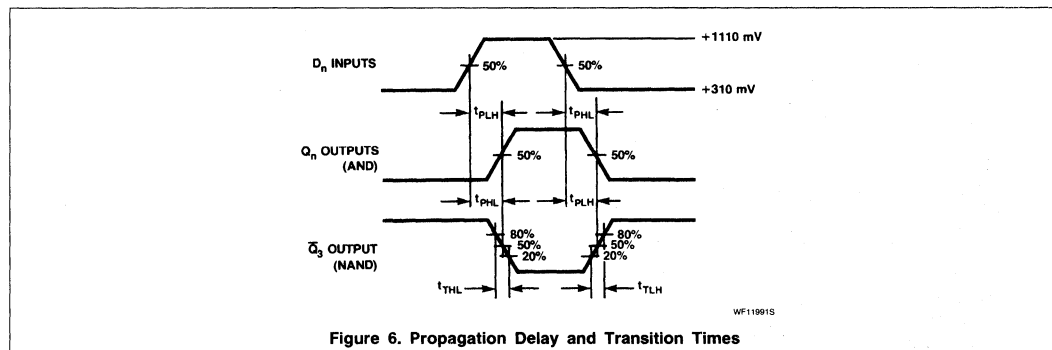 +1110 mV
Dn INPUTS
50%
50%
+310 mV
tPLH
tPHL
Qn OUTPUTS
(AND)
50%
50%
tPHL
tPLH
Q̅3 OUTPUT
(NAND)
80%
50%
20%
80%
50%
20%
tTHL
tTLH
WF11991S
Figure 6. Propagation Delay and Transition Times